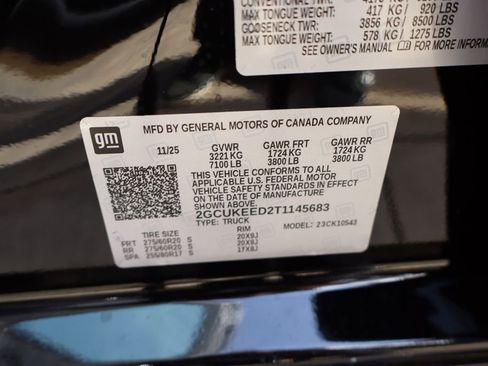 CONVENTIONAL TWR:
MAX TONGUE WEIGHT: 417 KG / 920 LBS
GOOSENECK TWR: 3856 KG / 8500 LBS
MAX TONGUE WEIGHT: 578 KG / 1275 LBS
SEE OWNER'S MANUAL FOR MORE INFORMA
gm
MFD BY GENERAL MOTORS OF CANADA COMPANY
11/25 GVWR GAWR FRT GAWR RR
3221 KG 1724 KG 1724 KG
7100 LB 3800 LB 3800 LB
THIS VEHICLE CONFORMS TO ALL
APPLICABLE U.S. FEDERAL MOTOR
VEHICLE SAFETY STANDARDS IN EFFECT ON
THE DATE OF MANUFACTURE SHOWN ABOVE.
2GCUKEED2T1145683
TYPE: TRUCK MODEL: 23CK10543
TIRE SIZE RIM
FRT 275/60R20 S 20X9J
RR 275/60R20 S 20X9J
SPA 255/80R17 S 17X8J